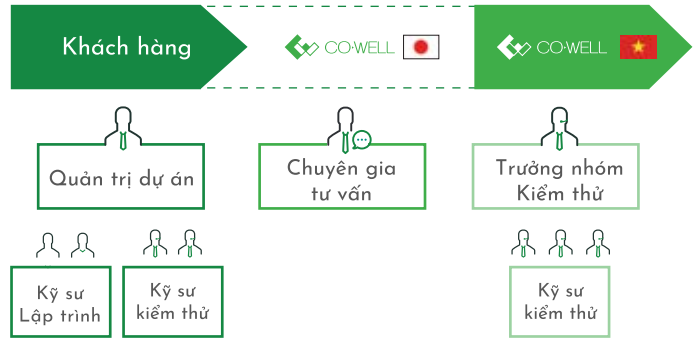 Khách hàng
CO-WELL
CO-WELL
Quản trị dự án
Chuyên gia
tư vấn
Trưởng nhóm
Kiểm thử
Kỹ sư
Lập trình
Kỹ sư
kiểm thử
Kỹ sư
kiểm thử